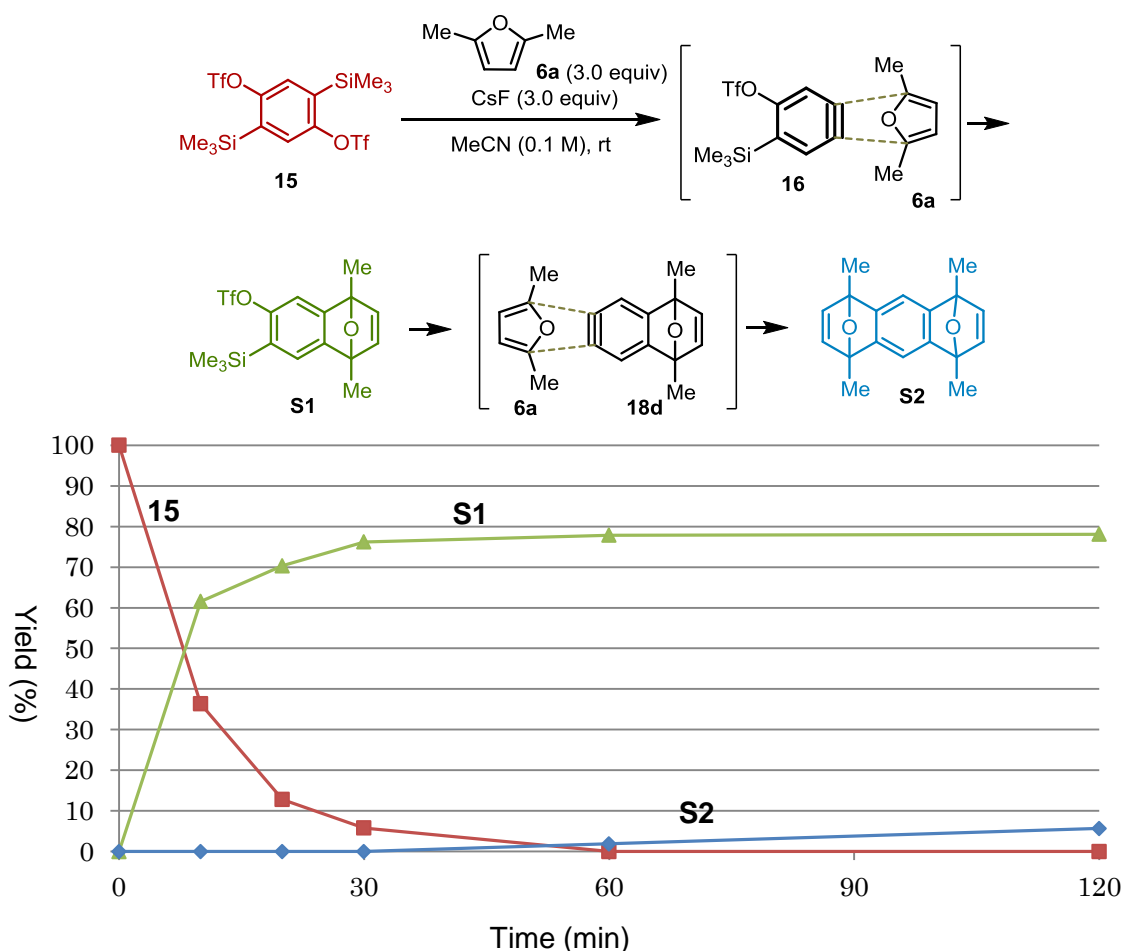 Me O Me
6a (3.0 equiv)
CsF (3.0 equiv)
MeCN (0.1 M), rt
TfO SiMe3
Me3Si OTf
15
TfO
Me3Si
16
Me
O
Me
6a
TfO
Me3Si
Me
O
Me
S1
Me
O
Me
6a
Me
O
Me
18d
Me Me
O O
Me Me
S2
100
90
80
70
60
50
40
30
20
10
0
15
S1
S2
0 30 60 90 120
Yield (%)
Time (min)